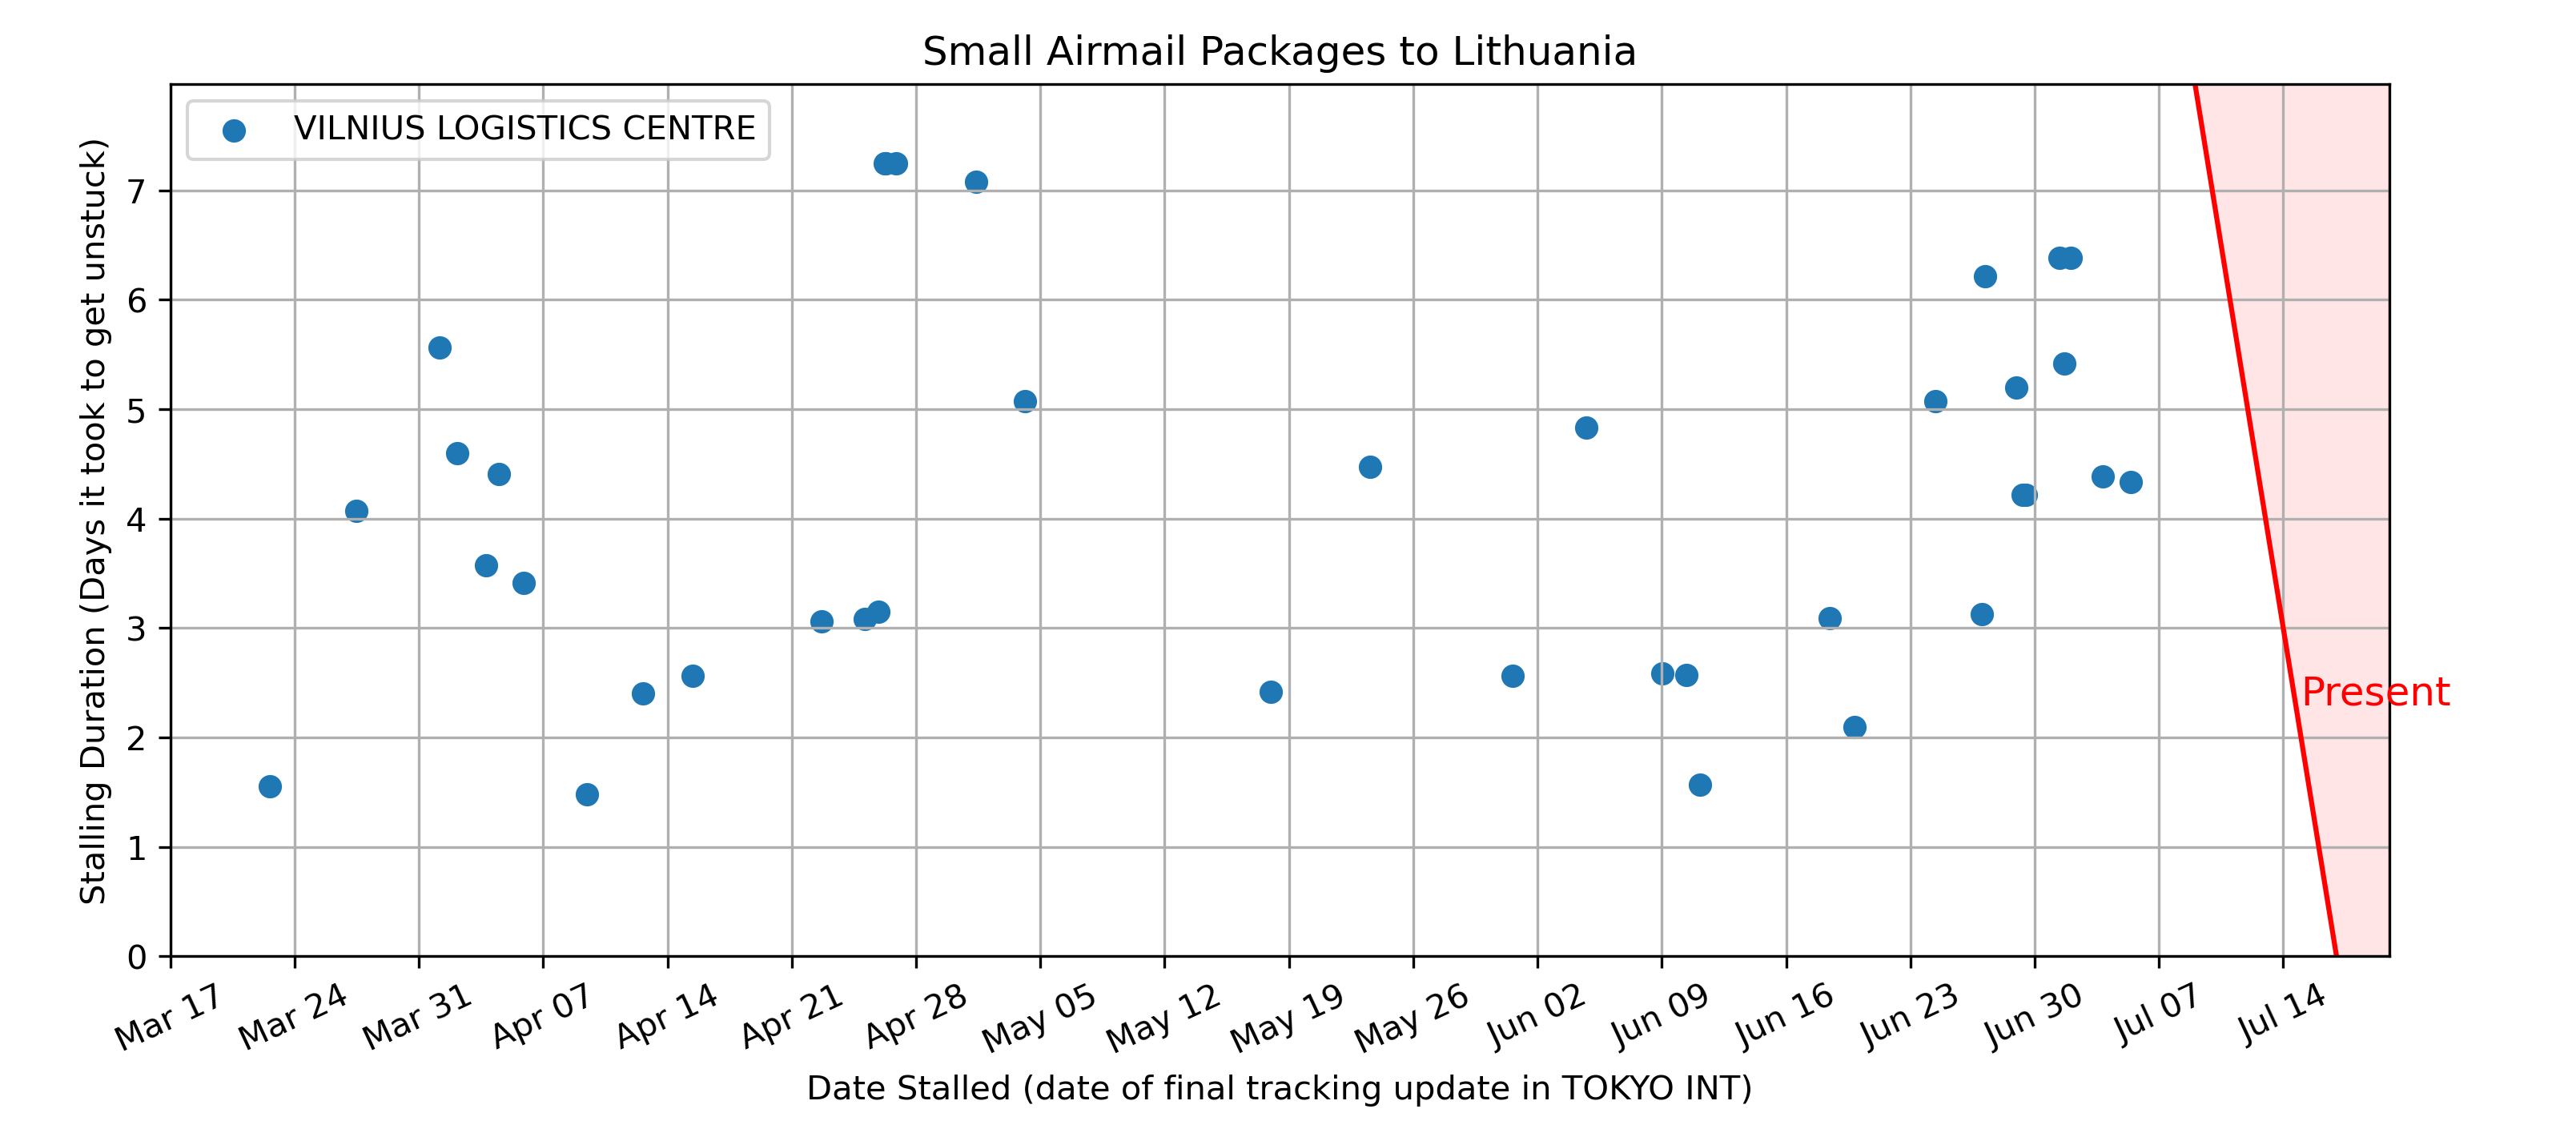 Small Airmail Packages to Lithuania
VILNIUS LOGISTICS CENTRE
Stalling Duration (Days it took to get unstuck)
7
6
5
4
3
2
1
0
Present
Mar 17
Mar 24
Mar 31
Apr 07
Apr 14
Apr 21
Apr 28
May 05
May 12
May 19
May 26
Jun 02
Jun 09
Jun 16
Jun 23
Jun 30
Jul 07
Jul 14
Date Stalled (date of final tracking update in TOKYO INT)